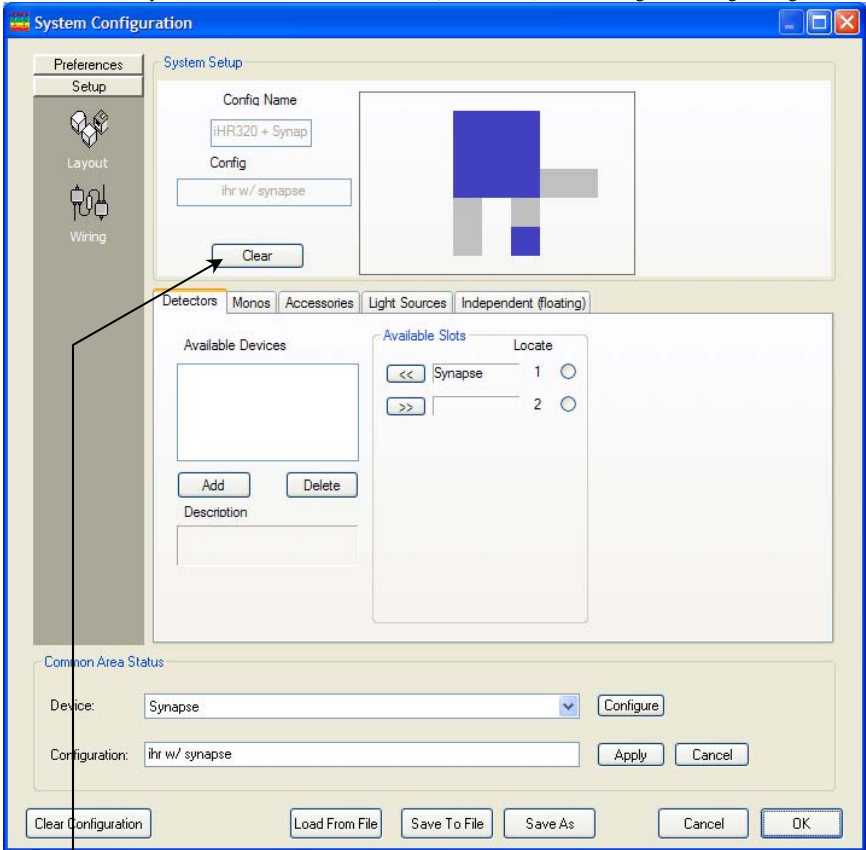 System Configuration
Preferences
Setup
Layout
Wiring
System Setup
Config Name
iHR320 + Synap
Config
ihr w/ synapse
Clear
Detectors Monos Accessories Light Sources Independent (floating)
Available Devices
Add Delete
Description
Available Slots
Locate
<< Synapse 1
>> 2
Common Area Status
Device: Synapse Configure
Configuration: ihr w/ synapse Apply Cancel
Clear Configuration Load From File Save To File Save As Cancel OK